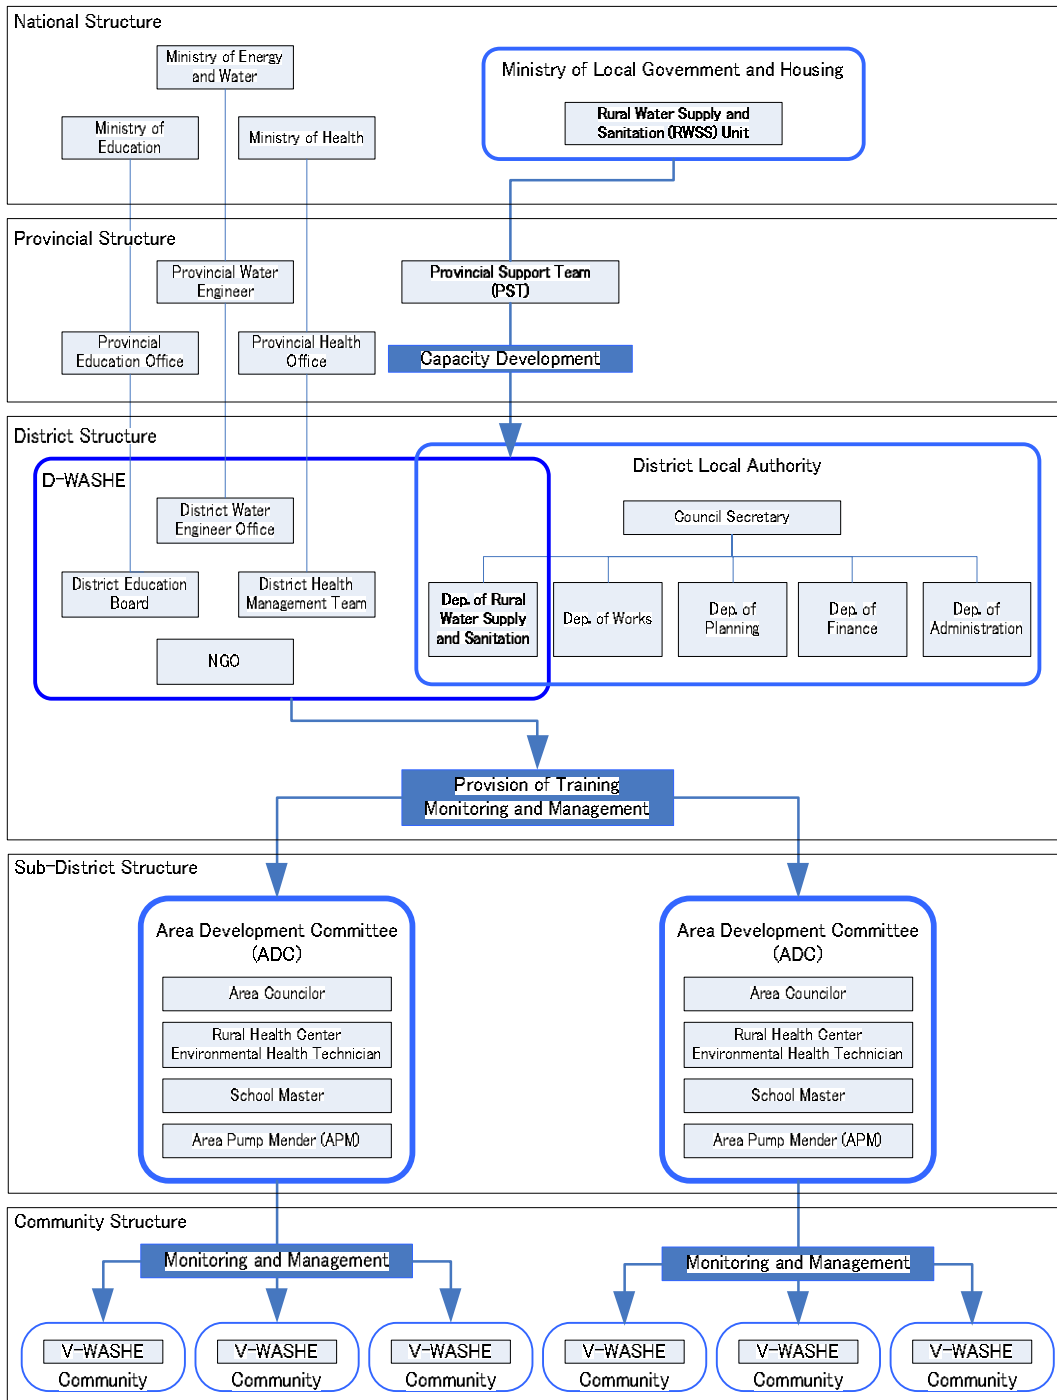 National Structure
Ministry of Energy
and Water
Ministry of Local Government and Housing
Rural Water Supply and
Sanitation (RWSS) Unit
Ministry of
Education
Ministry of Health
Provincial Structure
Provincial Water
Engineer
Provincial Support Team
(PST)
Provincial
Education Office
Provincial Health
Office
Capacity Development
District Structure
D-WASHE
District Local Authority
District Water
Engineer Office
Council Secretary
District Education
Board
District Health
Management Team
Dep. of Rural
Water Supply
and Sanitation
Dep. of Works
Dep. of
Planning
Dep. of
Finance
Dep. of
Administration
NGO
Provision of Training
Monitoring and Management
Sub-District Structure
Area Development Committee
(ADC)
Area Councilor
Rural Health Center
Environmental Health Technician
School Master
Area Pump Mender (APM)
Area Development Committee
(ADC)
Area Councilor
Rural Health Center
Environmental Health Technician
School Master
Area Pump Mender (APM)
Community Structure
Monitoring and Management
Monitoring and Management
V-WASHE
Community
V-WASHE
Community
V-WASHE
Community
V-WASHE
Community
V-WASHE
Community
V-WASHE
Community